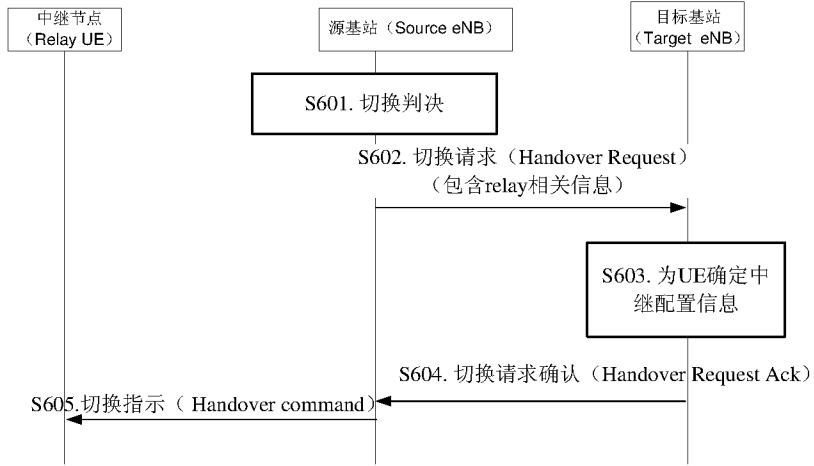 中继节点
（Relay UE）
源基站（Source eNB）
目标基站
（Target eNB）
S601. 切换判决
S602. 切换请求（Handover Request）
（包含relay相关信息）
S603. 为UE确定中
继配置信息
S604. 切换请求确认（Handover Request Ack）
S605.切换指示（ Handover command）